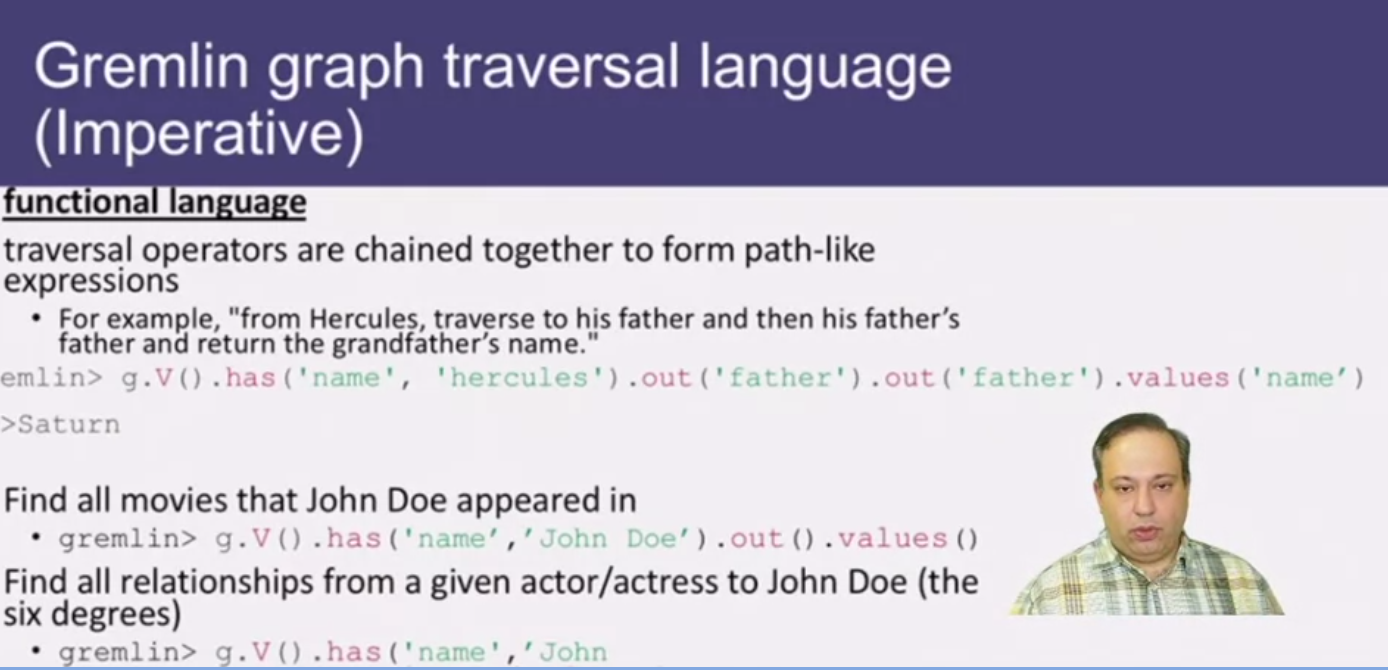 Gremlin graph traversal language
(Imperative)
functional language
traversal operators are chained together to form path-like
expressions
• For example, "from Hercules, traverse to his father and then his father’s
father and return the grandfather’s name."
emlin> g.V().has('name', 'hercules').out('father').out('father').values('name’)
>Saturn
Find all movies that John Doe appeared in
• gremlin> g.V().has('name’,’John Doe’).out().values()
Find all relationships from a given actor/actress to John Doe (the
six degrees)
• gremlin> g.V().has('name',’John